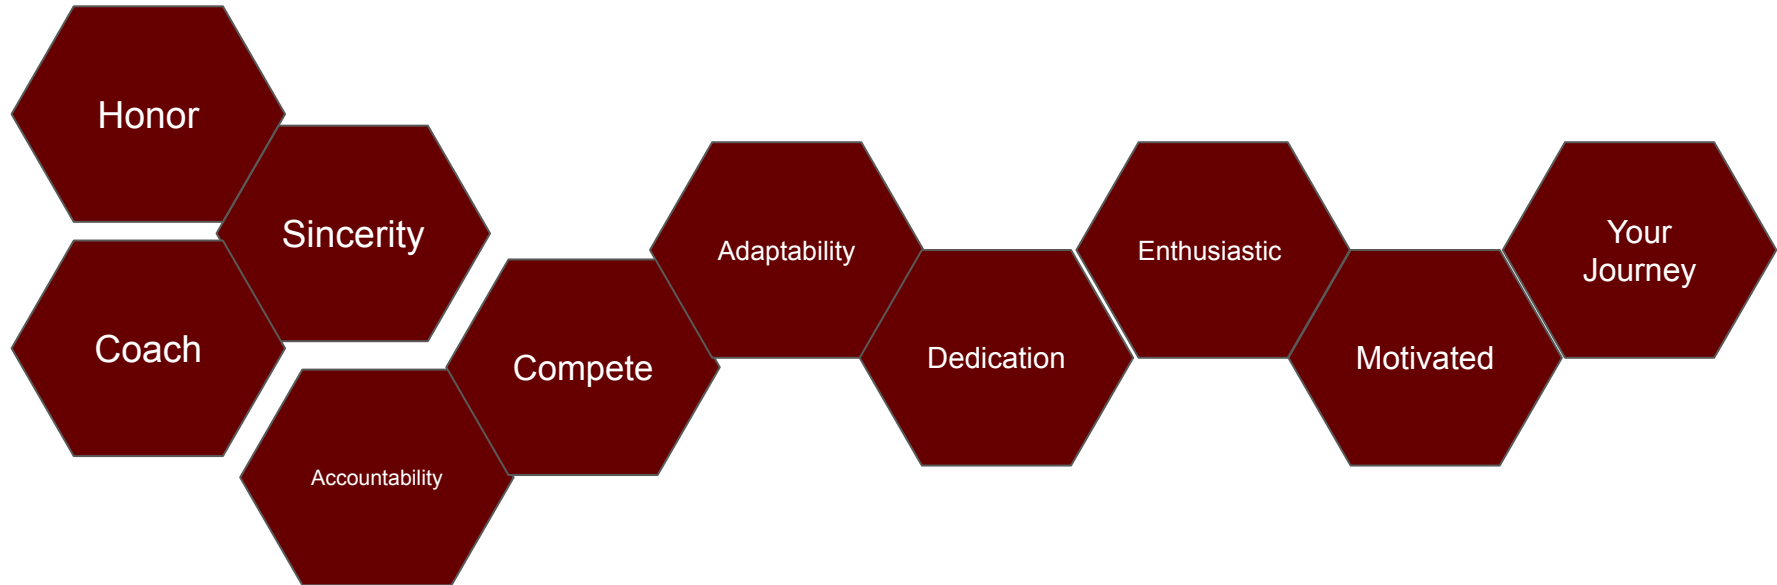 Honor
Sincerity
Coach
Accountability
Compete
Adaptability
Dedication
Enthusiastic
Motivated
Your
Journey